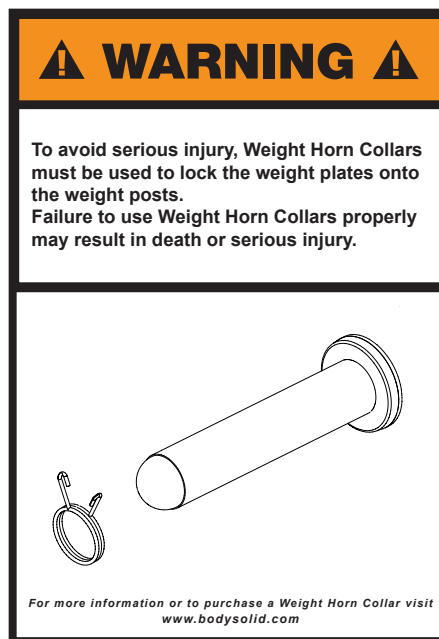 WARNING
To avoid serious injury, Weight Horn Collars
must be used to lock the weight plates onto
the weight posts.
Failure to use Weight Horn Collars properly
may result in death or serious injury.
For more information or to purchase a Weight Horn Collar visit
www.bodysolid.com